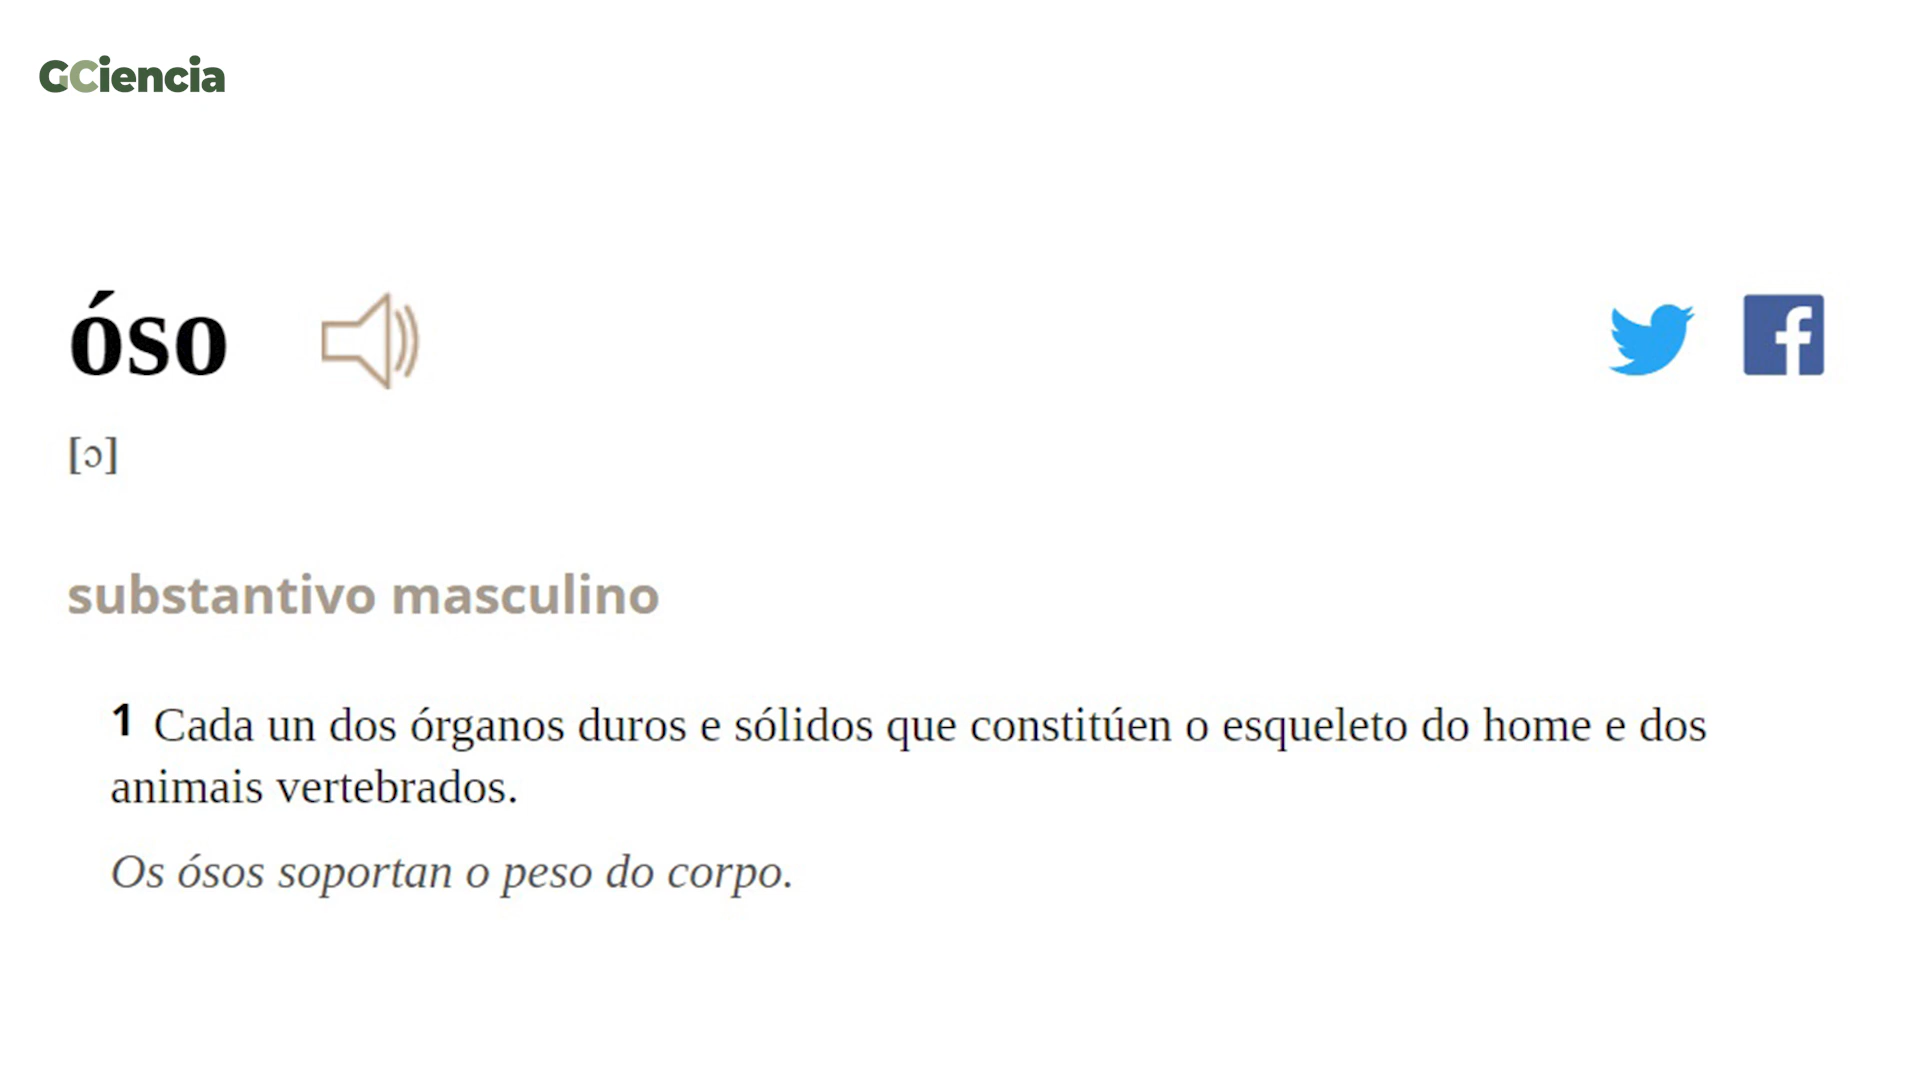 GCiencia
óso
[ɔ]
substantivo masculino
1 Cada un dos órganos duros e sólidos que constitúen o esqueleto do home e dos
animais vertebrados.
Os ósos soportan o peso do corpo.